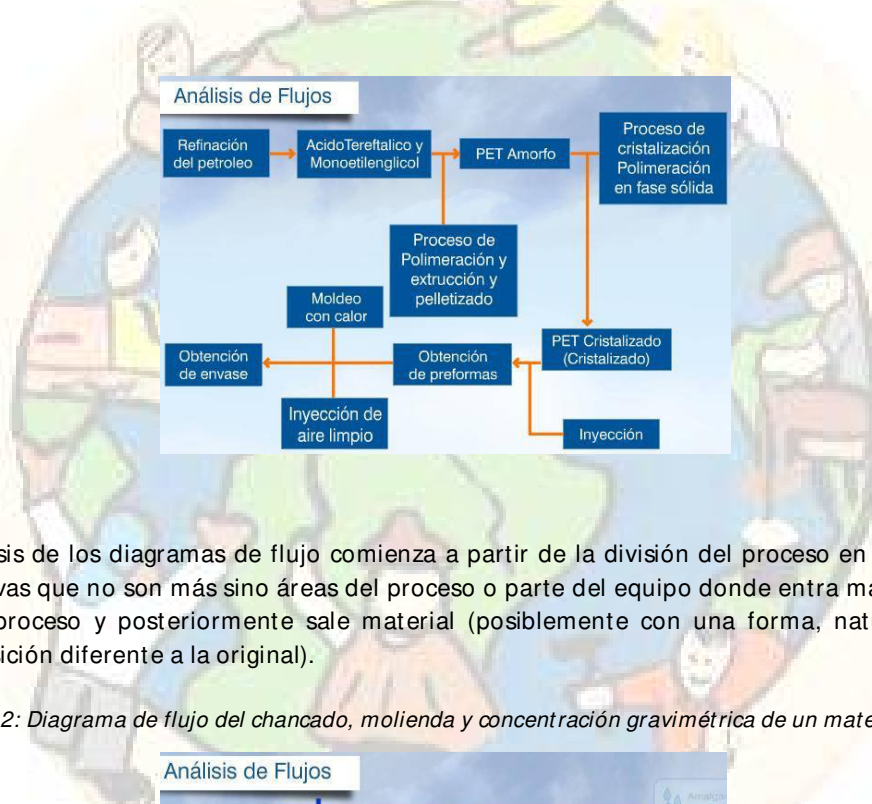 Análisis de Flujos
Refinación
del petroleo
AcidoTereftalico y
Monoetilenglicol
PET Amorfo
Proceso de
cristalización
Polimeración
en fase sólida
Proceso de
Polimeración y
extrucción y
pelletizado
Moldeo
con calor
Obtención
de envase
Obtención
de preformas
PET Cristalizado
(Cristalizado)
Inyección de
aire limpio
Inyección
sis de los diagramas de flujo comienza a partir de la división del proceso en
vas que no son más sino áreas del proceso o parte del equipo donde entra ma
proceso y posteriormente sale material (posiblemente con una forma, nat
sición diferente a la original).
2: Diagrama de flujo del chancado, molienda y concentración gravimétrica de un mate
Análisis de Flujos